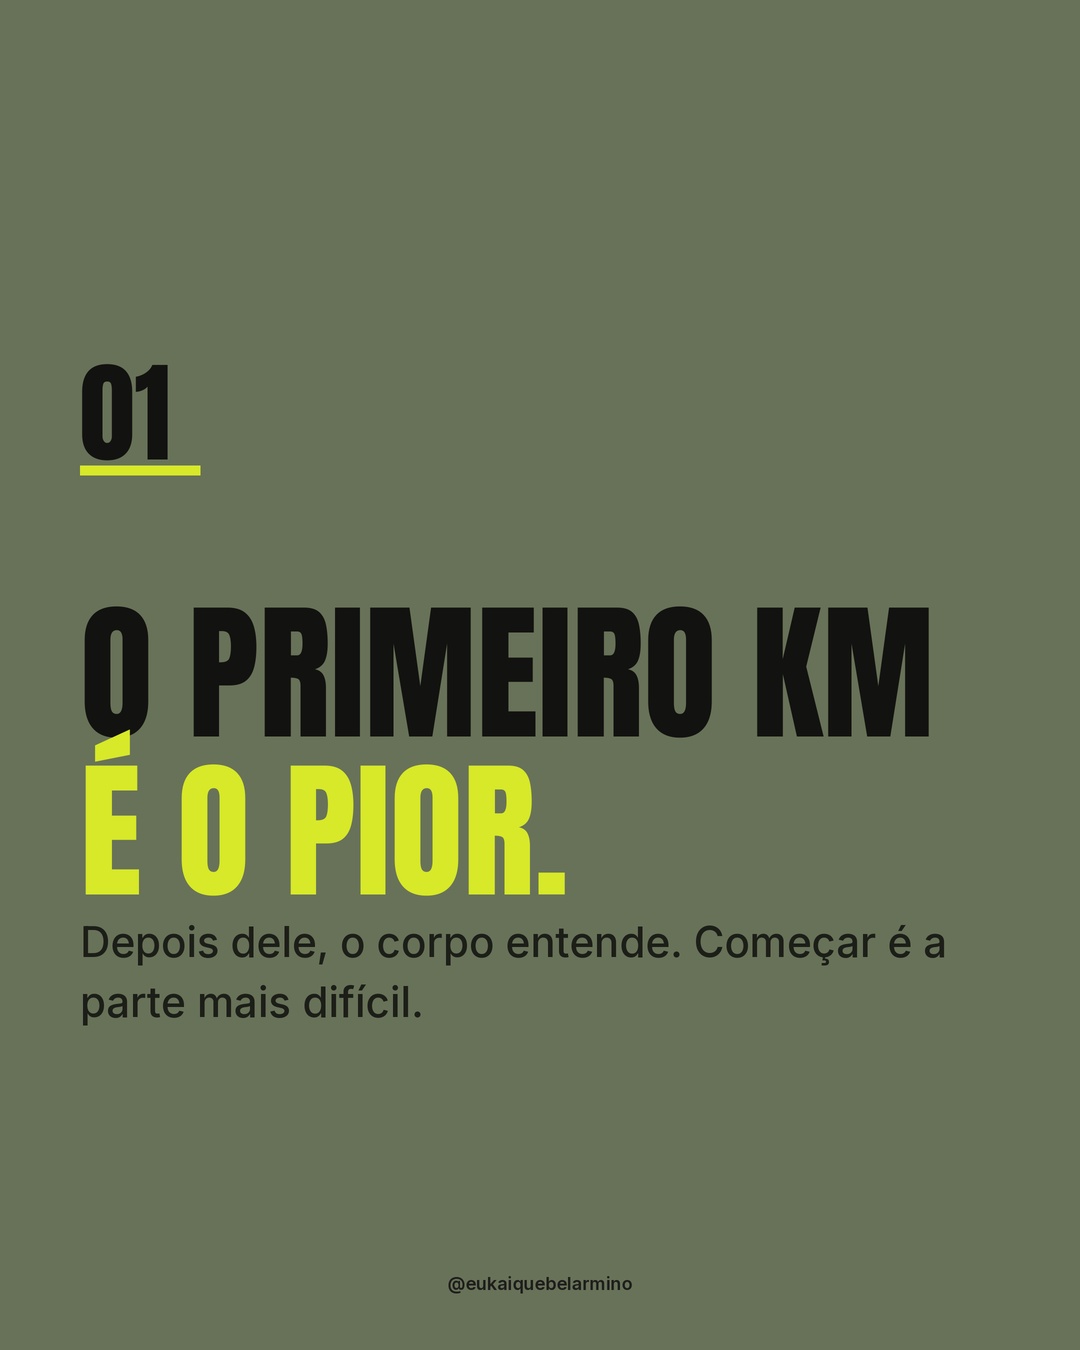 01
O PRIMEIRO KM
É O PIOR.
Depois dele, o corpo entende. Começar é a
parte mais difícil.
@eukaiquebelarmino